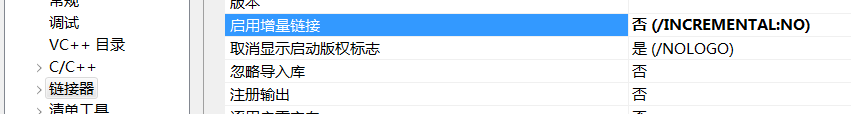 常规
调试
VC++ 目录
C/C++
链接器
清单工具
版本
启用增量链接 否 (/INCREMENTAL:NO)
取消显示启动版权标志 是 (/NOLOGO)
忽略导入库 否
注册输出 否